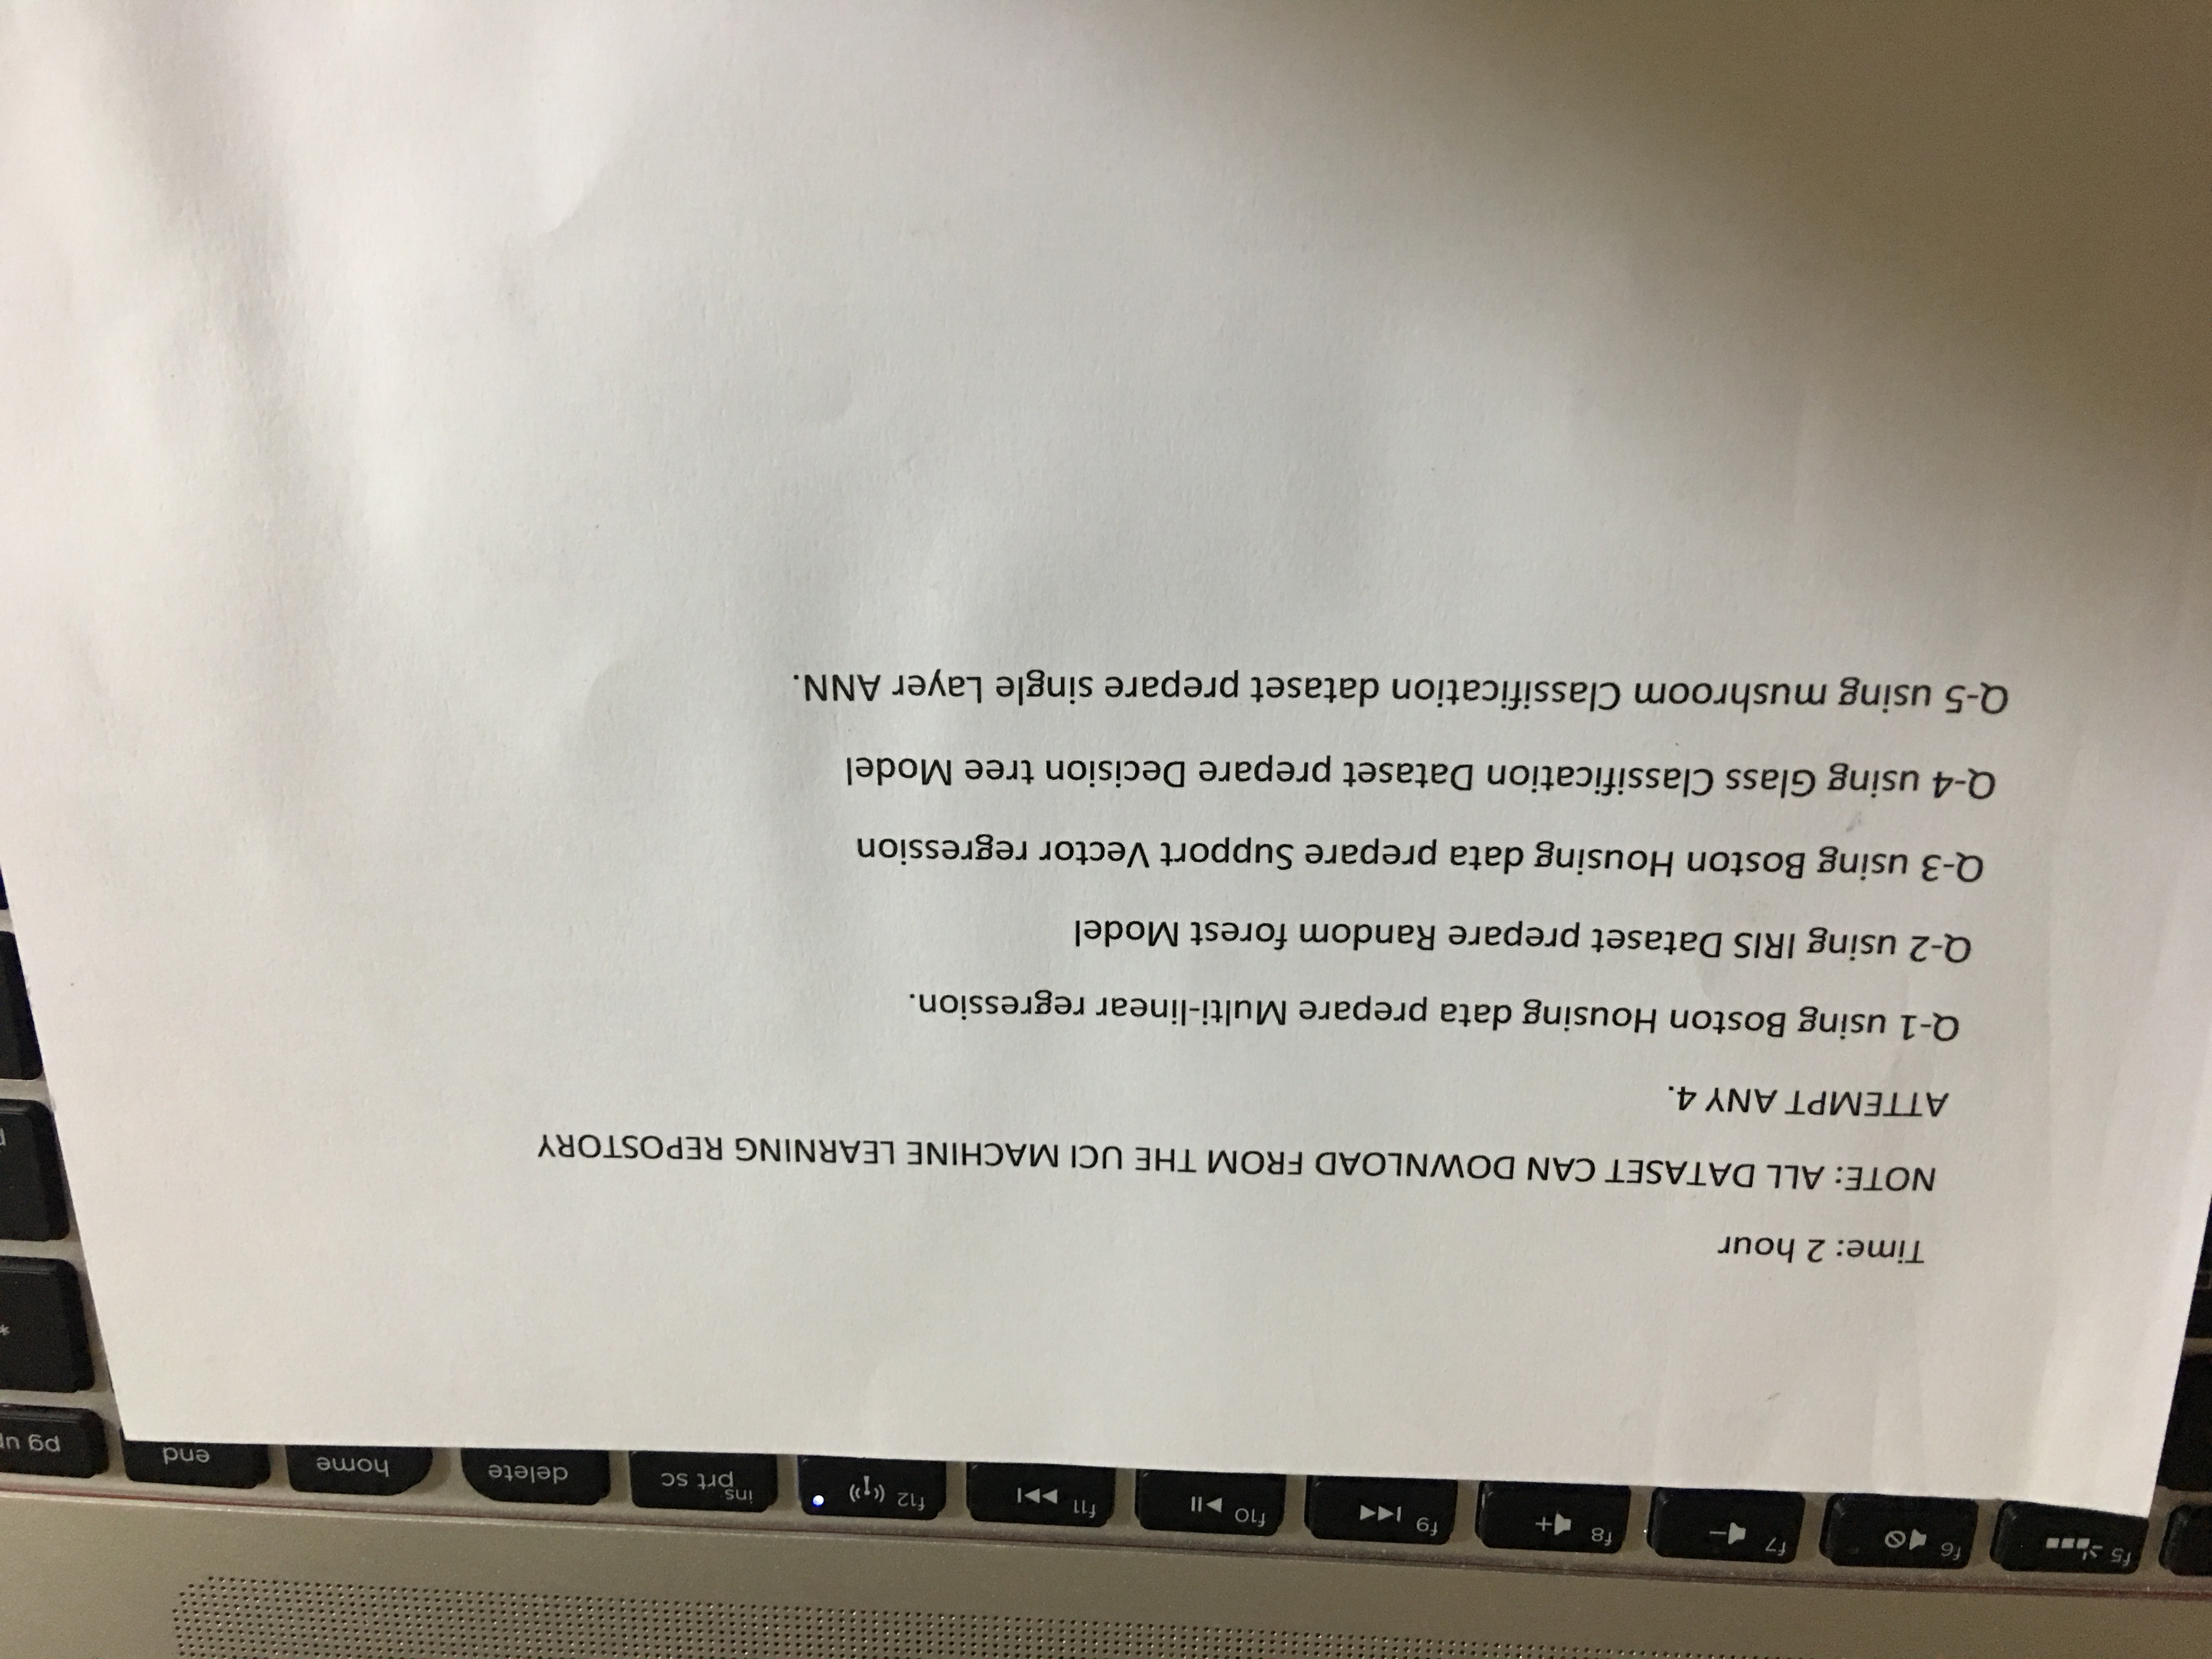 Time: 2 hour
NOTE: ALL DATASET CAN DOWNLOAD FROM THE UCI MACHINE LEARNING REPOSTORY
ATTEMPT ANY 4.
Q-1 using Boston Housing data prepare Multi-linear regression.
Q-2 using IRIS Dataset prepare Random forest Model
Q-3 using Boston Housing data prepare Support Vector regression
Q-4 using Glass Classification Dataset prepare Decision tree Model
Q-5 using mushroom Classification dataset prepare single Layer ANN.
f5
f6
f7
f8
f9
f10
f11
f12
ins
prt sc
delete
home
end
pg up